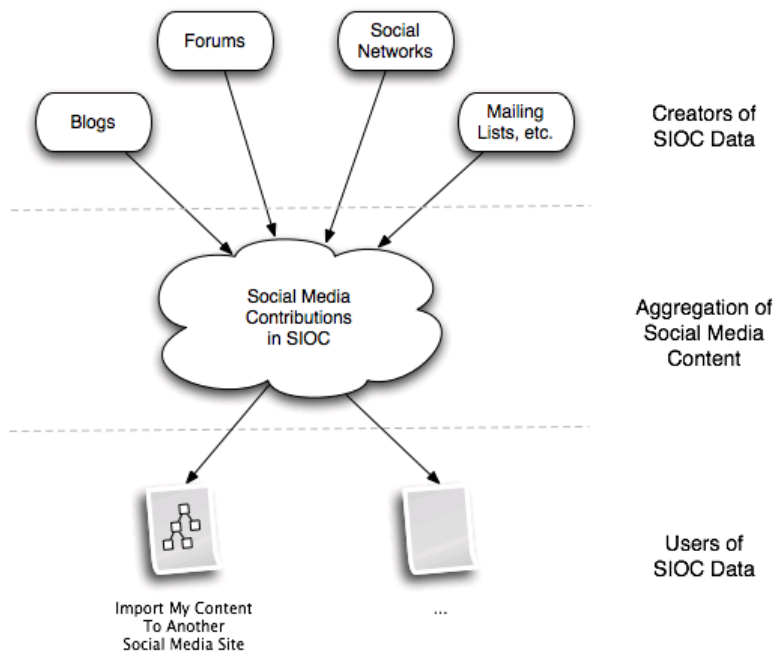 Forums
Social
Networks
Blogs
Mailing
Lists, etc.
Creators of
SIOC Data
Social Media
Contributions
in SIOC
Aggregation of
Social Media
Content
Users of
SIOC Data
Import My Content
To Another
Social Media Site
...